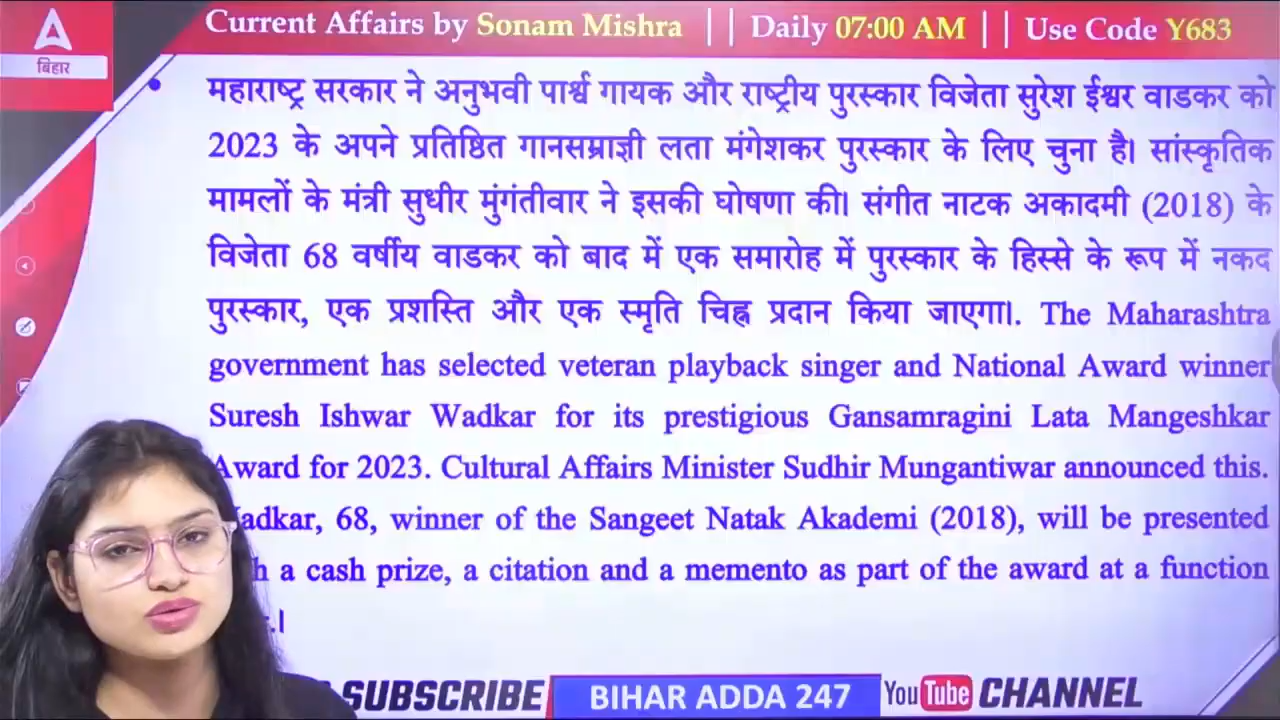 Current Affairs by Sonam Mishra || Daily 07:00 AM || Use Code Y683
बिहार
• महाराष्ट्र सरकार ने अनुभवी पार्श्व गायक और राष्ट्रीय पुरस्कार विजेता सुरेश ईश्वर वाडकर को
2023 के अपने प्रतिष्ठित गानसम्राज्ञी लता मंगेशकर पुरस्कार के लिए चुना है। सांस्कृतिक
मामलों के मंत्री सुधीर मुंगंतीवार ने इसकी घोषणा की। संगीत नाटक अकादमी (2018) के
विजेता 68 वर्षीय वाडकर को बाद में एक समारोह में पुरस्कार के हिस्से के रूप में नकद
पुरस्कार, एक प्रशस्ति और एक स्मृति चिह्न प्रदान किया जाएगा।. The Maharashtra
government has selected veteran playback singer and National Award winner
Suresh Ishwar Wadkar for its prestigious Gansamragini Lata Mangeshkar
Award for 2023. Cultural Affairs Minister Sudhir Mungantiwar announced this.
adkar, 68, winner of the Sangeet Natak Akademi (2018), will be presented
h a cash prize, a citation and a memento as part of the award at a function
.|
SUBSCRIBE BIHAR ADDA 247 YouTube CHANNEL